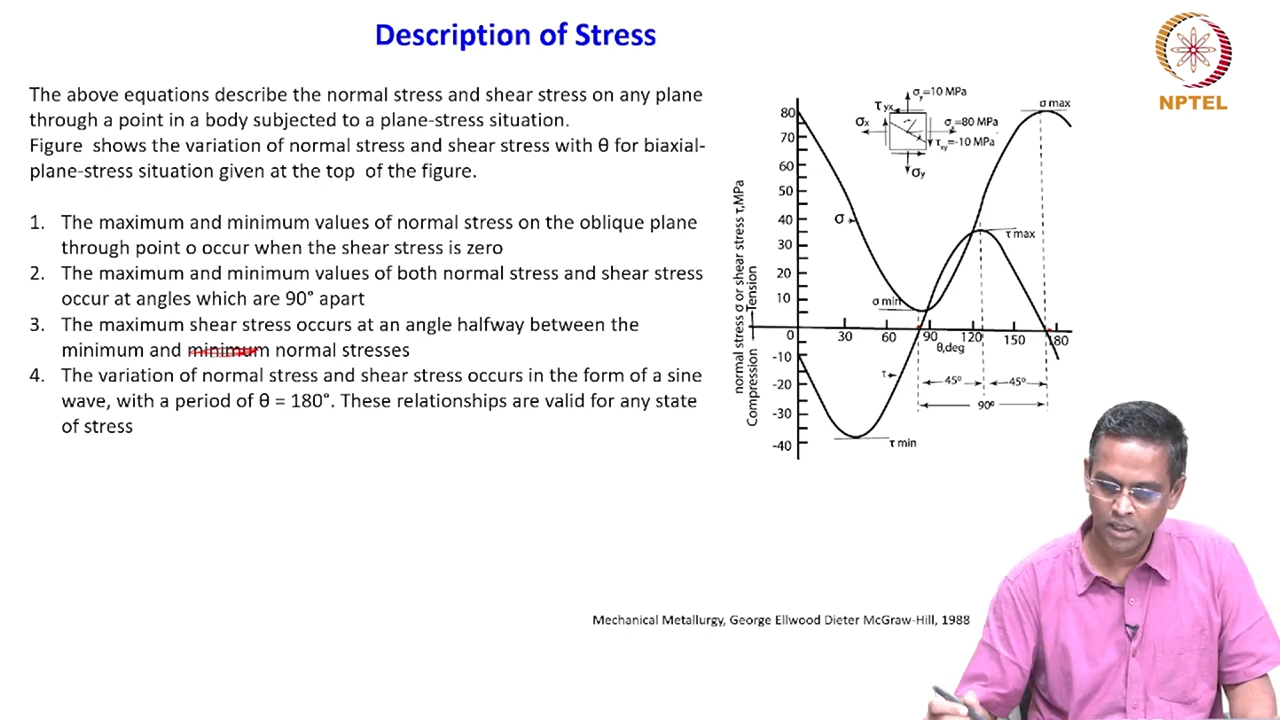 Description of Stress
NPTEL
The above equations describe the normal stress and shear stress on any plane
through a point in a body subjected to a plane-stress situation.
Figure shows the variation of normal stress and shear stress with θ for biaxial-
plane-stress situation given at the top of the figure.
1. The maximum and minimum values of normal stress on the oblique plane
through point o occur when the shear stress is zero
2. The maximum and minimum values of both normal stress and shear stress
occur at angles which are 90° apart
3. The maximum shear stress occurs at an angle halfway between the
minimum and minimum normal stresses
4. The variation of normal stress and shear stress occurs in the form of a sine
wave, with a period of θ = 180°. These relationships are valid for any state
of stress
normal stress σ or shear stress τ,MPa
Compression Tension
80
70
60
50
40
30
20
10
0
-10
-20
-30
-40
30 60 90 120 150 180
θ,deg
σy=10 MPa
τyx
σx
σx=80 MPa
τxy=-10 MPa
σy
σ max
σ
τ max
σ min
τ
45° 45°
90°
τ min
Mechanical Metallurgy, George Ellwood Dieter McGraw-Hill, 1988